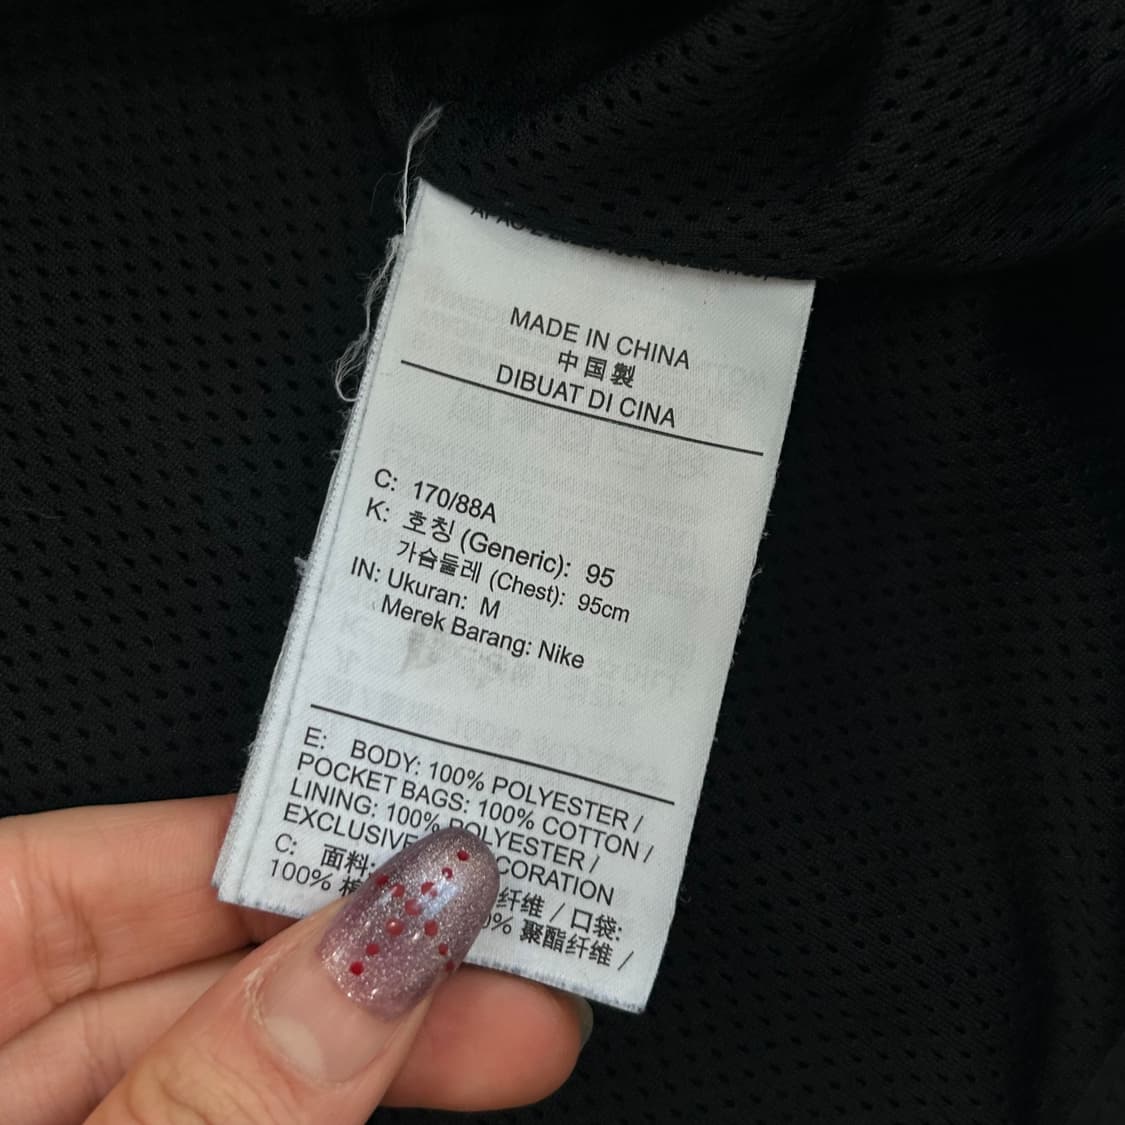 MADE IN CHINA
中国製
DIBUAT DI CINA
C: 170/88A
K: 호칭 (Generic): 95
가슴둘레 (Chest): 95cm
IN: Ukuran: M
Merek Barang: Nike
E: BODY: 100% POLYESTER /
POCKET BAGS: 100% COTTON /
LINING: 100% POLYESTER /
EXCLUSIVE
C: 面料: 纤维 / 口袋:
100% 聚酯纤维 /